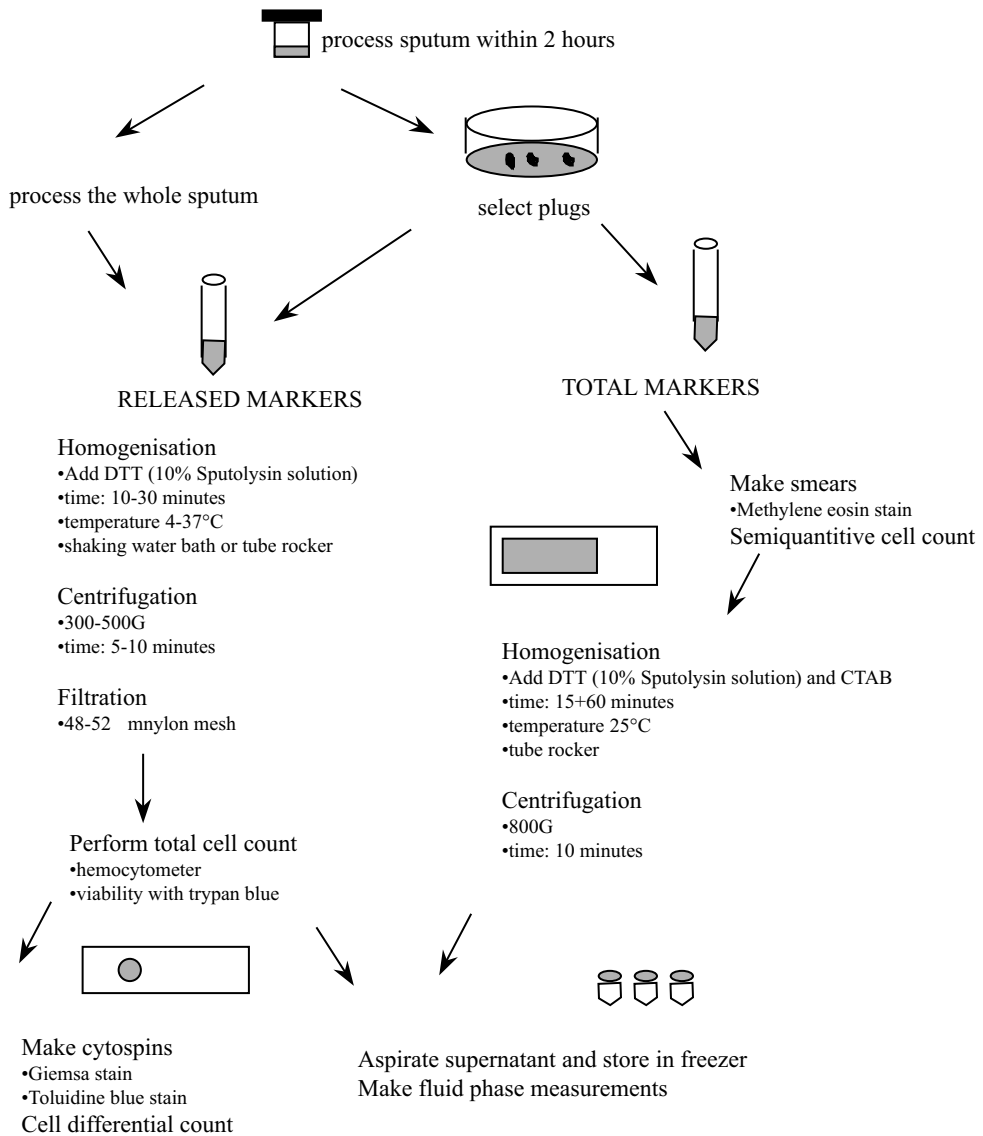 process sputum within 2 hours
process the whole sputum
select plugs
RELEASED MARKERS
Homogenisation
•Add DTT (10% Sputolysin solution)
•time: 10-30 minutes
•temperature 4-37°C
•shaking water bath or tube rocker
Centrifugation
•300-500G
•time: 5-10 minutes
Filtration
•48-52 mnylon mesh
Perform total cell count
•hemocytometer
•viability with trypan blue
Make cytospins
•Giemsa stain
•Toluidine blue stain
Cell differential count
TOTAL MARKERS
Make smears
•Methylene eosin stain
Semiquantitive cell count
Homogenisation
•Add DTT (10% Sputolysin solution) and CTAB
•time: 15+60 minutes
•temperature 25°C
•tube rocker
Centrifugation
•800G
•time: 10 minutes
Aspirate supernatant and store in freezer
Make fluid phase measurements